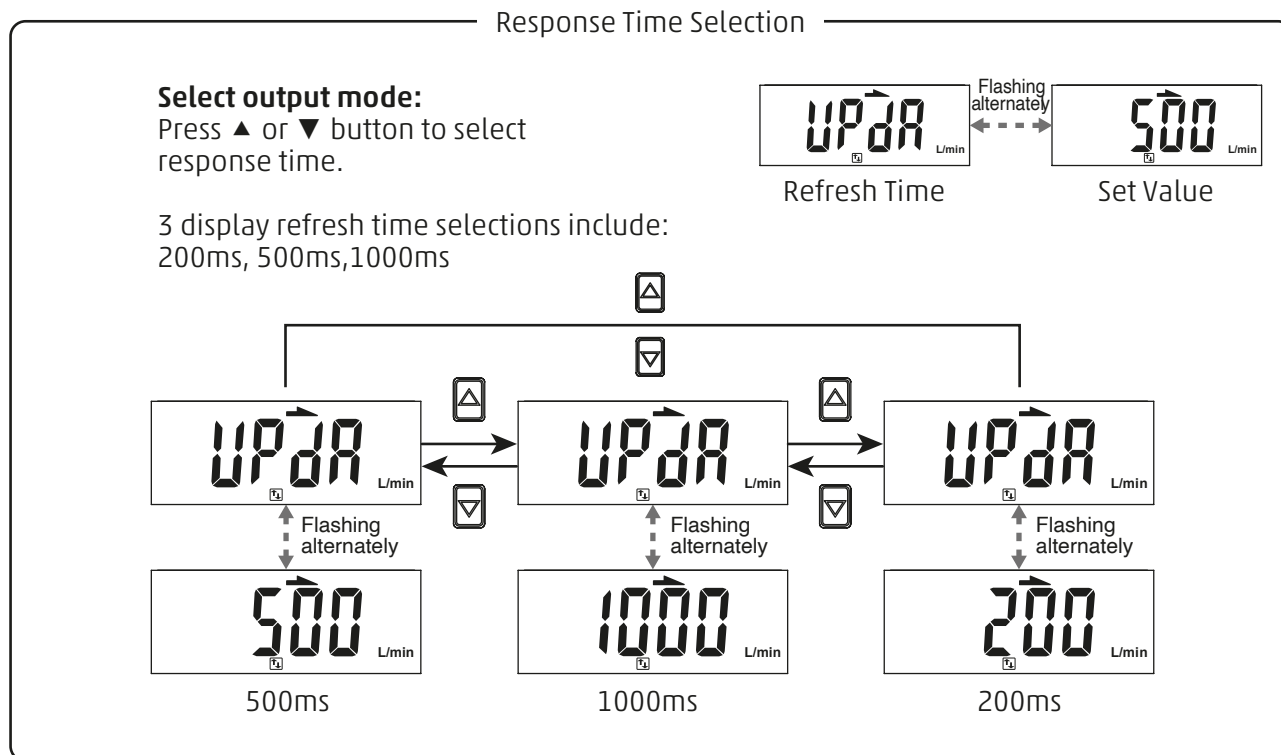 Response Time Selection
Select output mode:
Press ▲ or ▼ button to select
response time.
3 display refresh time selections include:
200ms, 500ms,1000ms
UPdA
L/min
Flashing
alternately
500
L/min
Refresh Time
Set Value
UPdA
L/min
UPdA
L/min
UPdA
L/min
Flashing
alternately
Flashing
alternately
Flashing
alternately
500
L/min
1000
L/min
200
L/min
500ms
1000ms
200ms